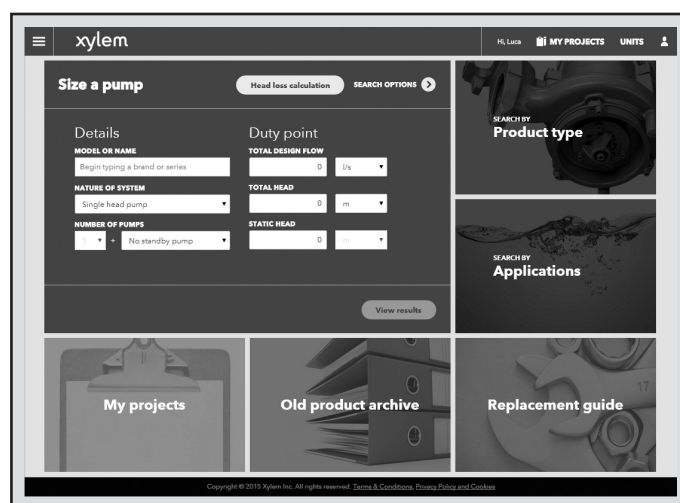 xylem
Hi, Luca MY PROJECTS UNITS
Size a pump
Head loss calculation
SEARCH OPTIONS
Details
MODEL OR NAME
Begin typing a brand or series
NATURE OF SYSTEM
Single head pump
NUMBER OF PUMPS
1 + No standby pump
Duty point
TOTAL DESIGN FLOW
0 l/s
TOTAL HEAD
0 m
STATIC HEAD
0 m
View results
SEARCH BY
Product type
SEARCH BY
Applications
My projects
Old product archive
Replacement guide
17
Copyright © 2015 Xylem Inc. All rights reserved. Terms & Conditions, Privacy Policy and Cookies